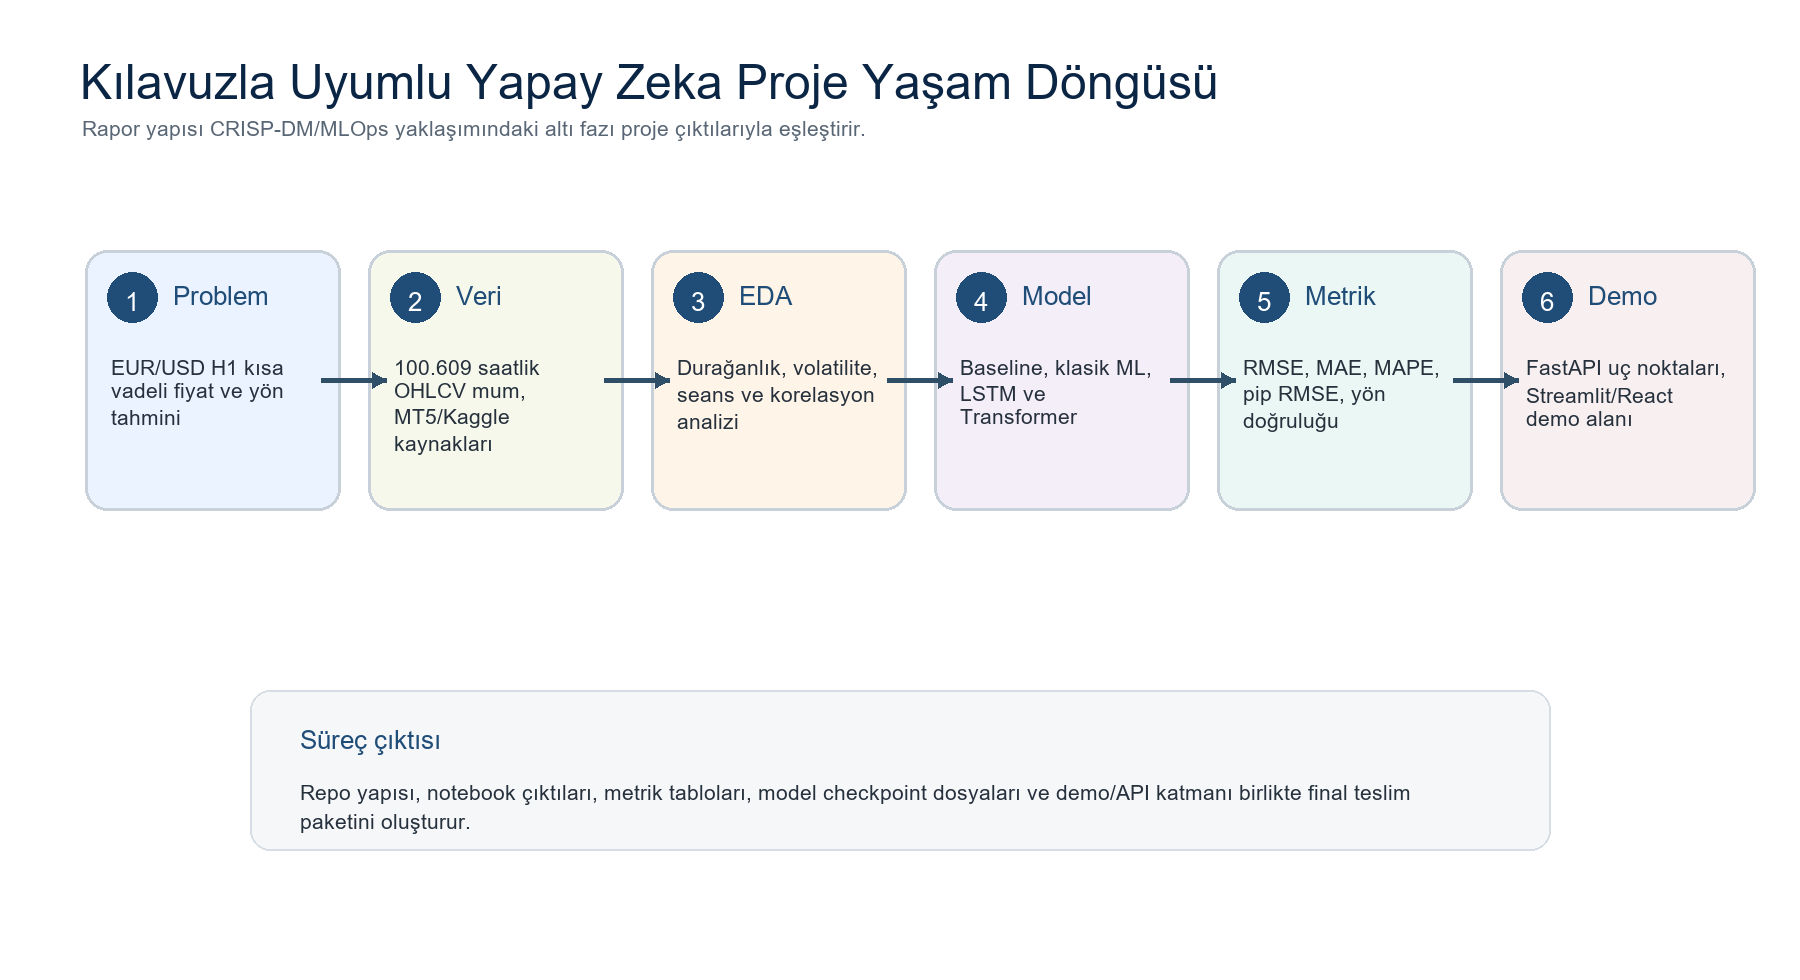 Kılavuzla Uyumlu Yapay Zeka Proje Yaşam Döngüsü
Rapor yapısı CRISP-DM/MLOps yaklaşımındaki altı fazı proje çıktılarıyla eşleştirir.
1 Problem
EUR/USD H1 kısa
vadeli fiyat ve yön
tahmini
2 Veri
100.609 saatlik
OHLCV mum,
MT5/Kaggle
kaynakları
3 EDA
Durağanlık, volatilite,
seans ve korelasyon
analizi
4 Model
Baseline, klasik ML,
LSTM ve
Transformer
5 Metrik
RMSE, MAE, MAPE,
pip RMSE, yön
doğruluğu
6 Demo
FastAPI uç noktaları,
Streamlit/React
demo alanı
Süreç çıktısı
Repo yapısı, notebook çıktıları, metrik tabloları, model checkpoint dosyaları ve demo/API katmanı birlikte final teslim
paketini oluşturur.